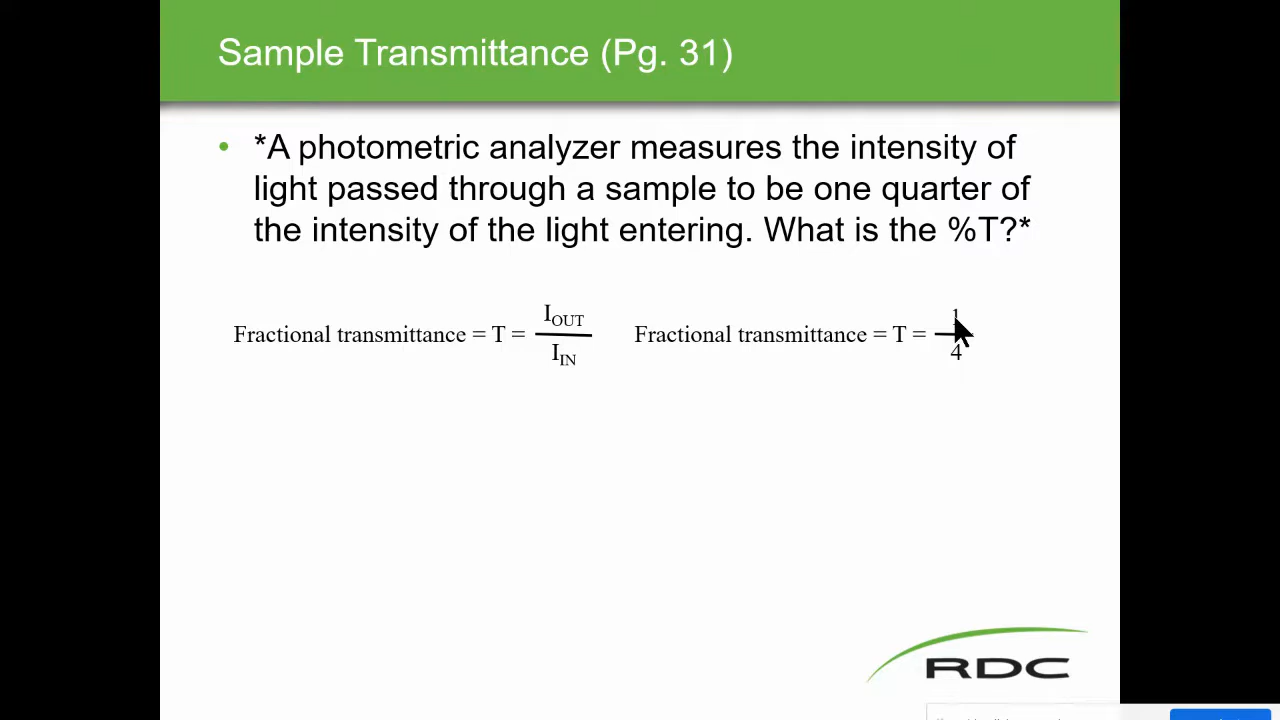 Sample Transmittance (Pg. 31)
• *A photometric analyzer measures the intensity of
light passed through a sample to be one quarter of
the intensity of the light entering. What is the %T?*
Fractional transmittance = T = I_OUT / I_IN
Fractional transmittance = T = 1 / 4
RDC